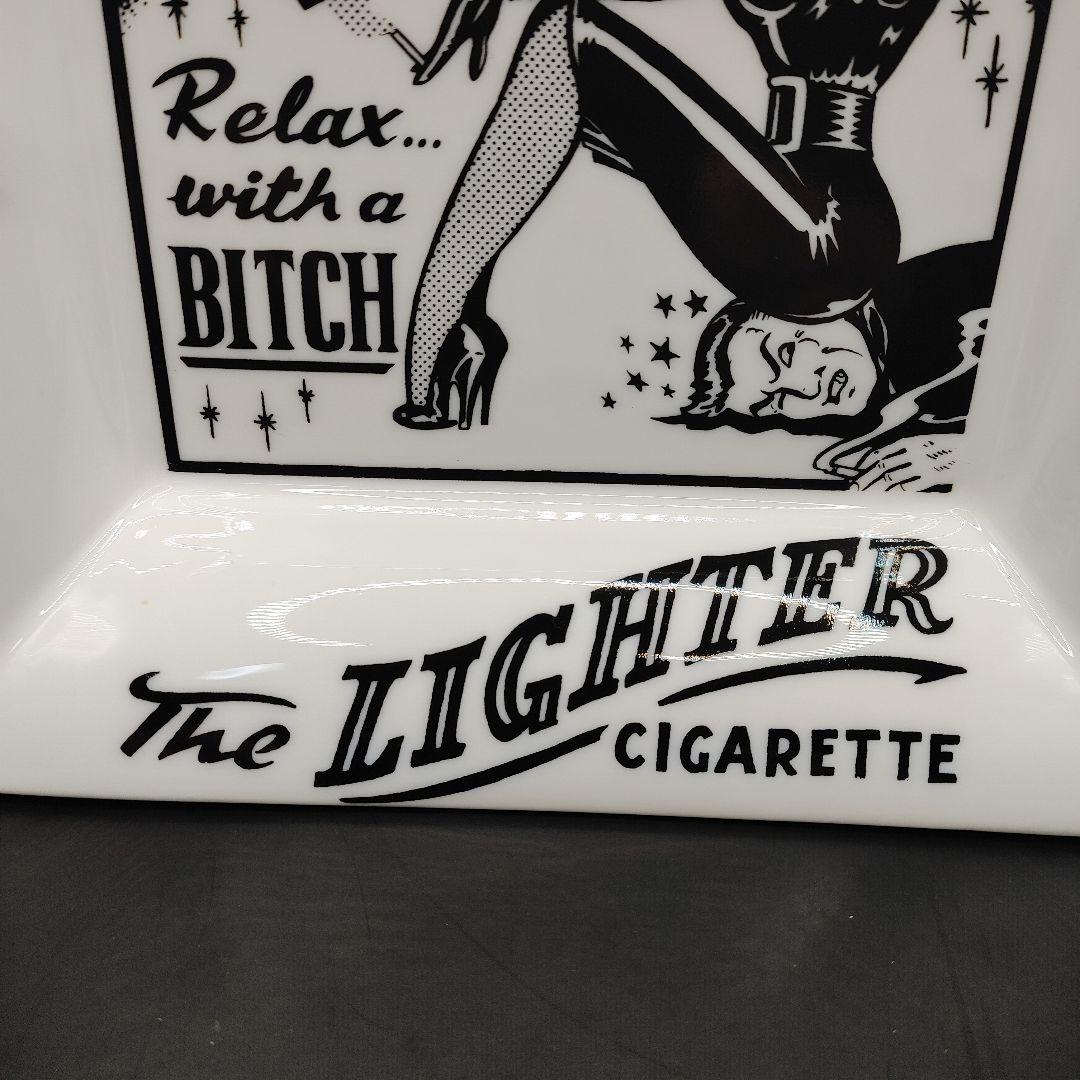 Relax...
with a
BITCH
The LIGHTER
CIGARETTE